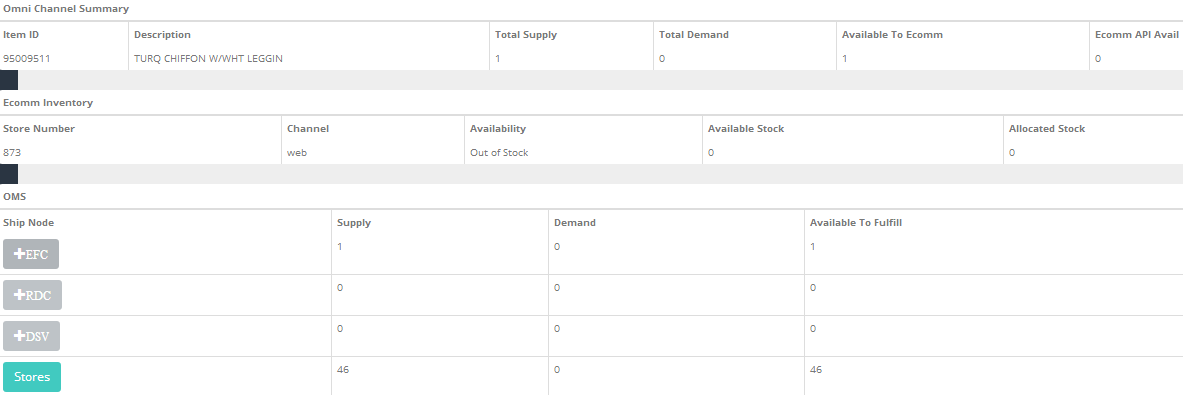 Omni Channel Summary
Item ID Description Total Supply Total Demand Available To Ecomm Ecomm API Avail
95009511 TURQ CHIFFON W/WHT LEGGIN 1 0 1 0
Ecomm Inventory
Store Number Channel Availability Available Stock Allocated Stock
873 web Out of Stock 0 0
OMS
Ship Node Supply Demand Available To Fulfill
+EFC 1 0 1
+RDC 0 0 0
+DSV 0 0 0
Stores 46 0 46